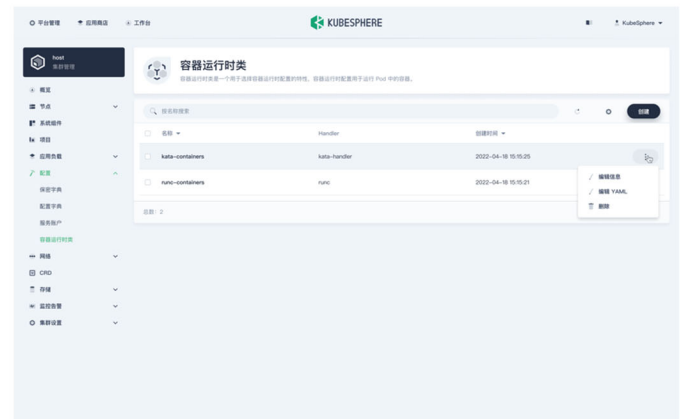 平台管理 应用商店 工作台 KUBESPHERE KubeSphere
host
集群管理
容器运行时类
容器运行时类是一个用于选择容器运行时配置的特性，容器运行时配置用于运行 Pod 中的容器。
概览
节点
系统组件
项目
应用负载
配置
保密字典
配置字典
服务账户
容器运行时类
网络
CRD
存储
监控告警
集群设置
按名称搜索 创建
名称 Handler 创建时间
kata-containers kata-handler 2022-04-18 15:15:25
runc-containers runc 2022-04-18 15:15:21
总数：2
编辑信息
编辑 YAML
删除